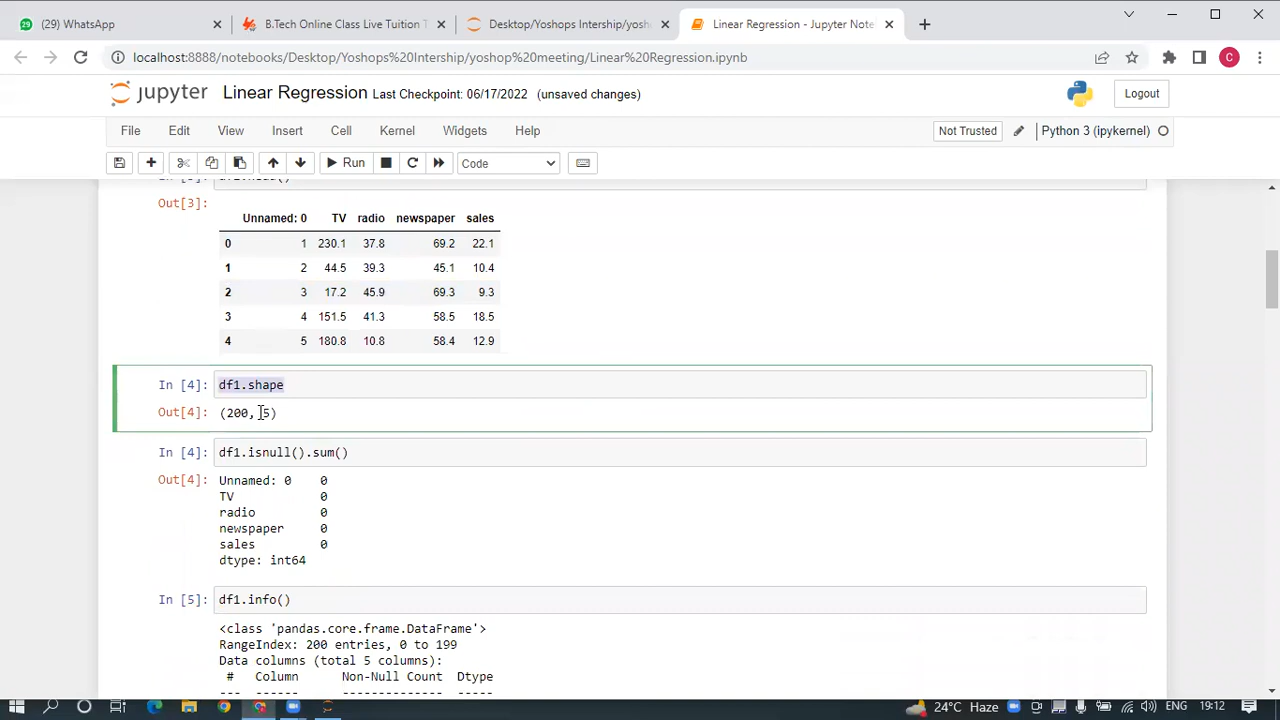 (29) WhatsApp
B.Tech Online Class Live Tuition T
Desktop/Yoshops Intership/yosh
Linear Regression - Jupyter Note
localhost:8888/notebooks/Desktop/Yoshops%20Intership/yoshop%20meeting/Linear%20Regression.ipynb
C
jupyter Linear Regression Last Checkpoint: 06/17/2022 (unsaved changes)
Logout
File Edit View Insert Cell Kernel Widgets Help
Not Trusted
Python 3 (ipykernel)
Run
Code
Out[3]:
Unnamed: 0 TV radio newspaper sales
0 1 230.1 37.8 69.2 22.1
1 2 44.5 39.3 45.1 10.4
2 3 17.2 45.9 69.3 9.3
3 4 151.5 41.3 58.5 18.5
4 5 180.8 10.8 58.4 12.9
In [4]: df1.shape
Out[4]: (200, 5)
In [4]: df1.isnull().sum()
Out[4]: Unnamed: 0 0
TV 0
radio 0
newspaper 0
sales 0
dtype: int64
In [5]: df1.info()
<class 'pandas.core.frame.DataFrame'>
RangeIndex: 200 entries, 0 to 199
Data columns (total 5 columns):
# Column Non-Null Count Dtype
--- ------ -------------- -----
24°C Haze
ENG
19:12